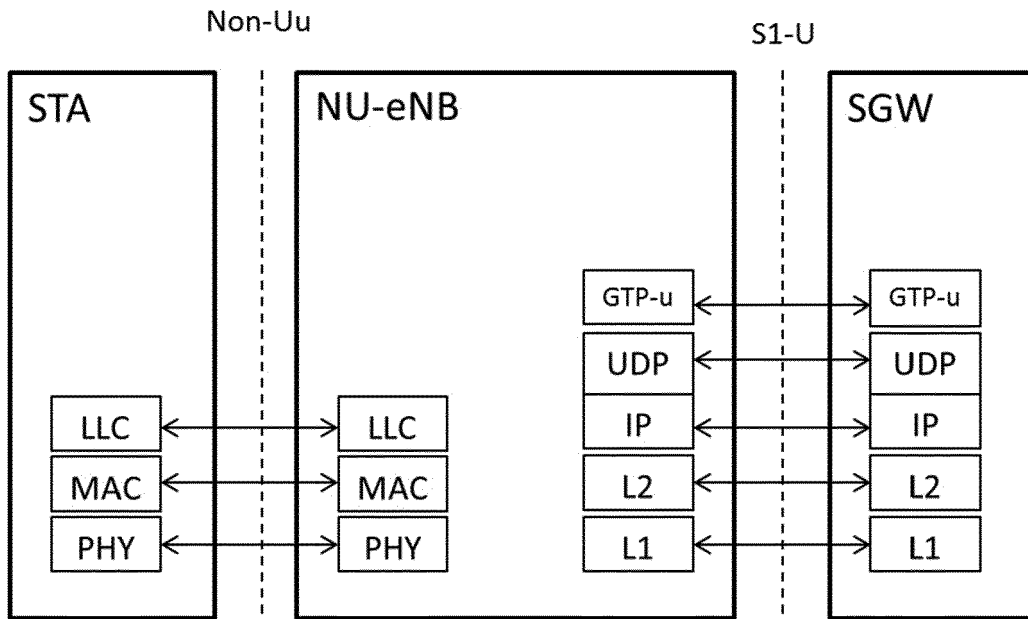 Non-Uu
S1-U
STA
NU-eNB
SGW
GTP-u
GTP-u
UDP
UDP
LLC
LLC
IP
IP
MAC
MAC
L2
L2
PHY
PHY
L1
L1